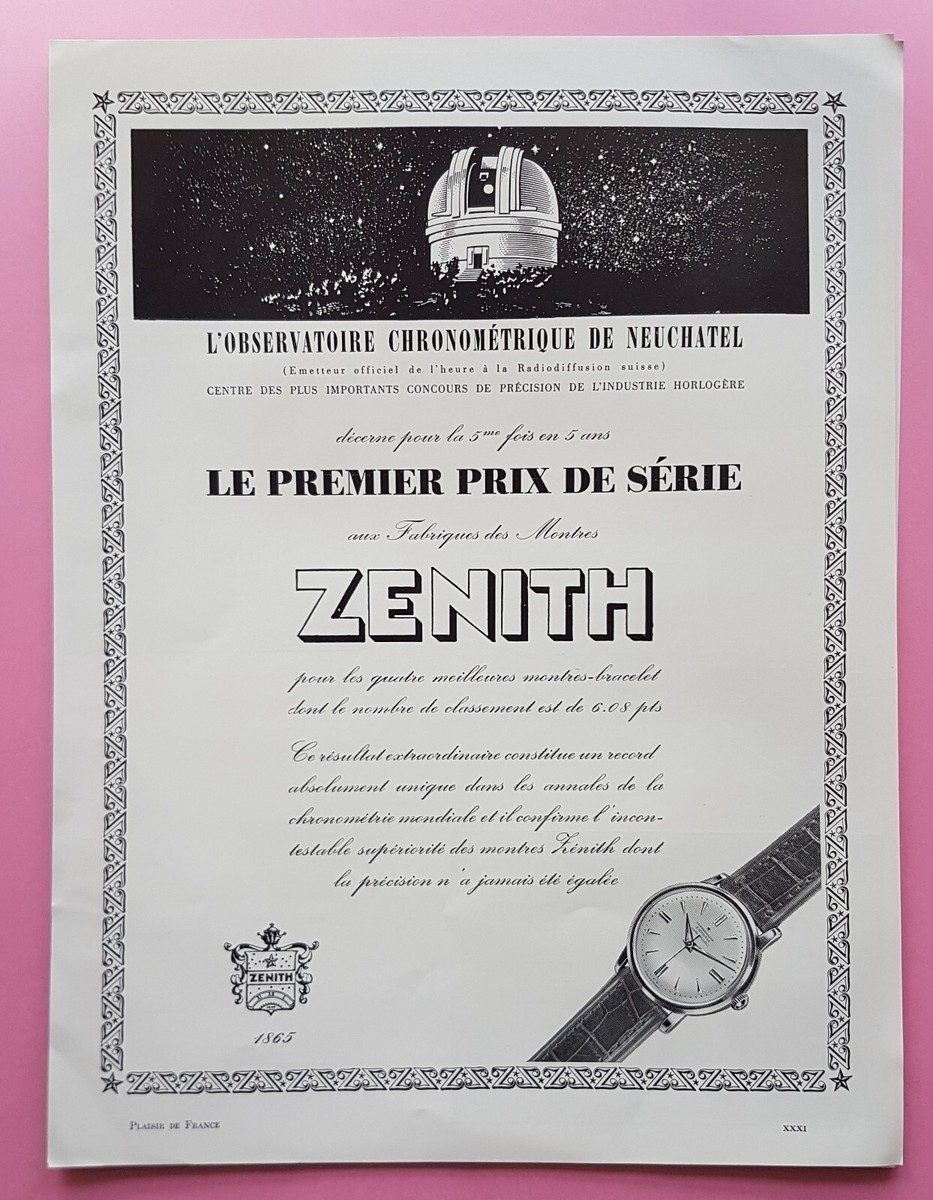 L'OBSERVATOIRE CHRONOMÉTRIQUE DE NEUCHATEL
(Emetteur officiel de l'heure à la Radiodiffusion suisse)
CENTRE DES PLUS IMPORTANTS CONCOURS DE PRÉCISION DE L'INDUSTRIE HORLOGÈRE
décerne pour la 5me fois en 5 ans
LE PREMIER PRIX DE SÉRIE
aux Fabriques des Montres
ZENITH
pour les quatre meilleures montres-bracelet
dont le nombre de classement est de 6.08 pts
Ce résultat extraordinaire constitue un record
absolument unique dans les annales de la
chronométrie mondiale et il confirme l'incon-
testable supériorité des montres Zénith dont
la précision n'a jamais été égalée
ZENITH
1865
PLAISIR DE FRANCE
XXXI